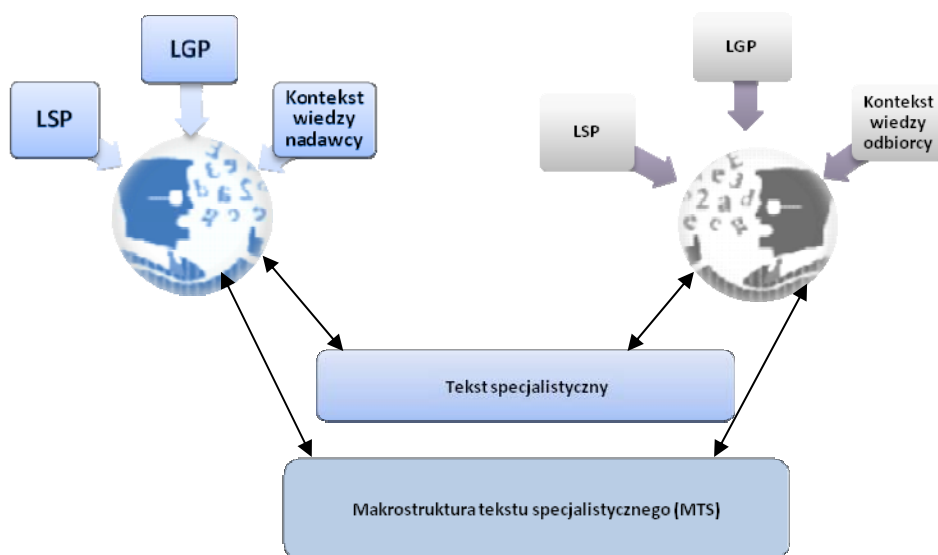 LGP
LSP
Kontekst
wiedzy
nadawcy
LGP
LSP
Kontekst
wiedzy
odbiorcy
Tekst specjalistyczny
Makrostruktura tekstu specjalistycznego (MTS)